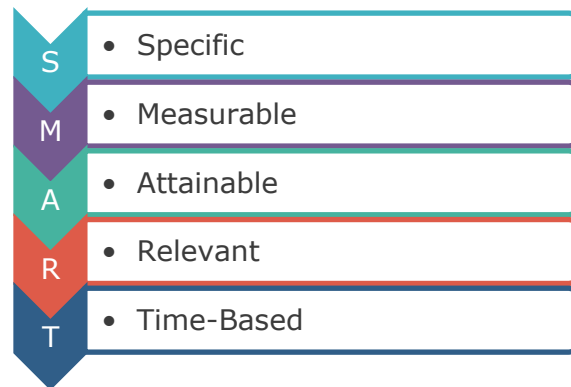 S • Specific
M • Measurable
A • Attainable
R • Relevant
T • Time-Based